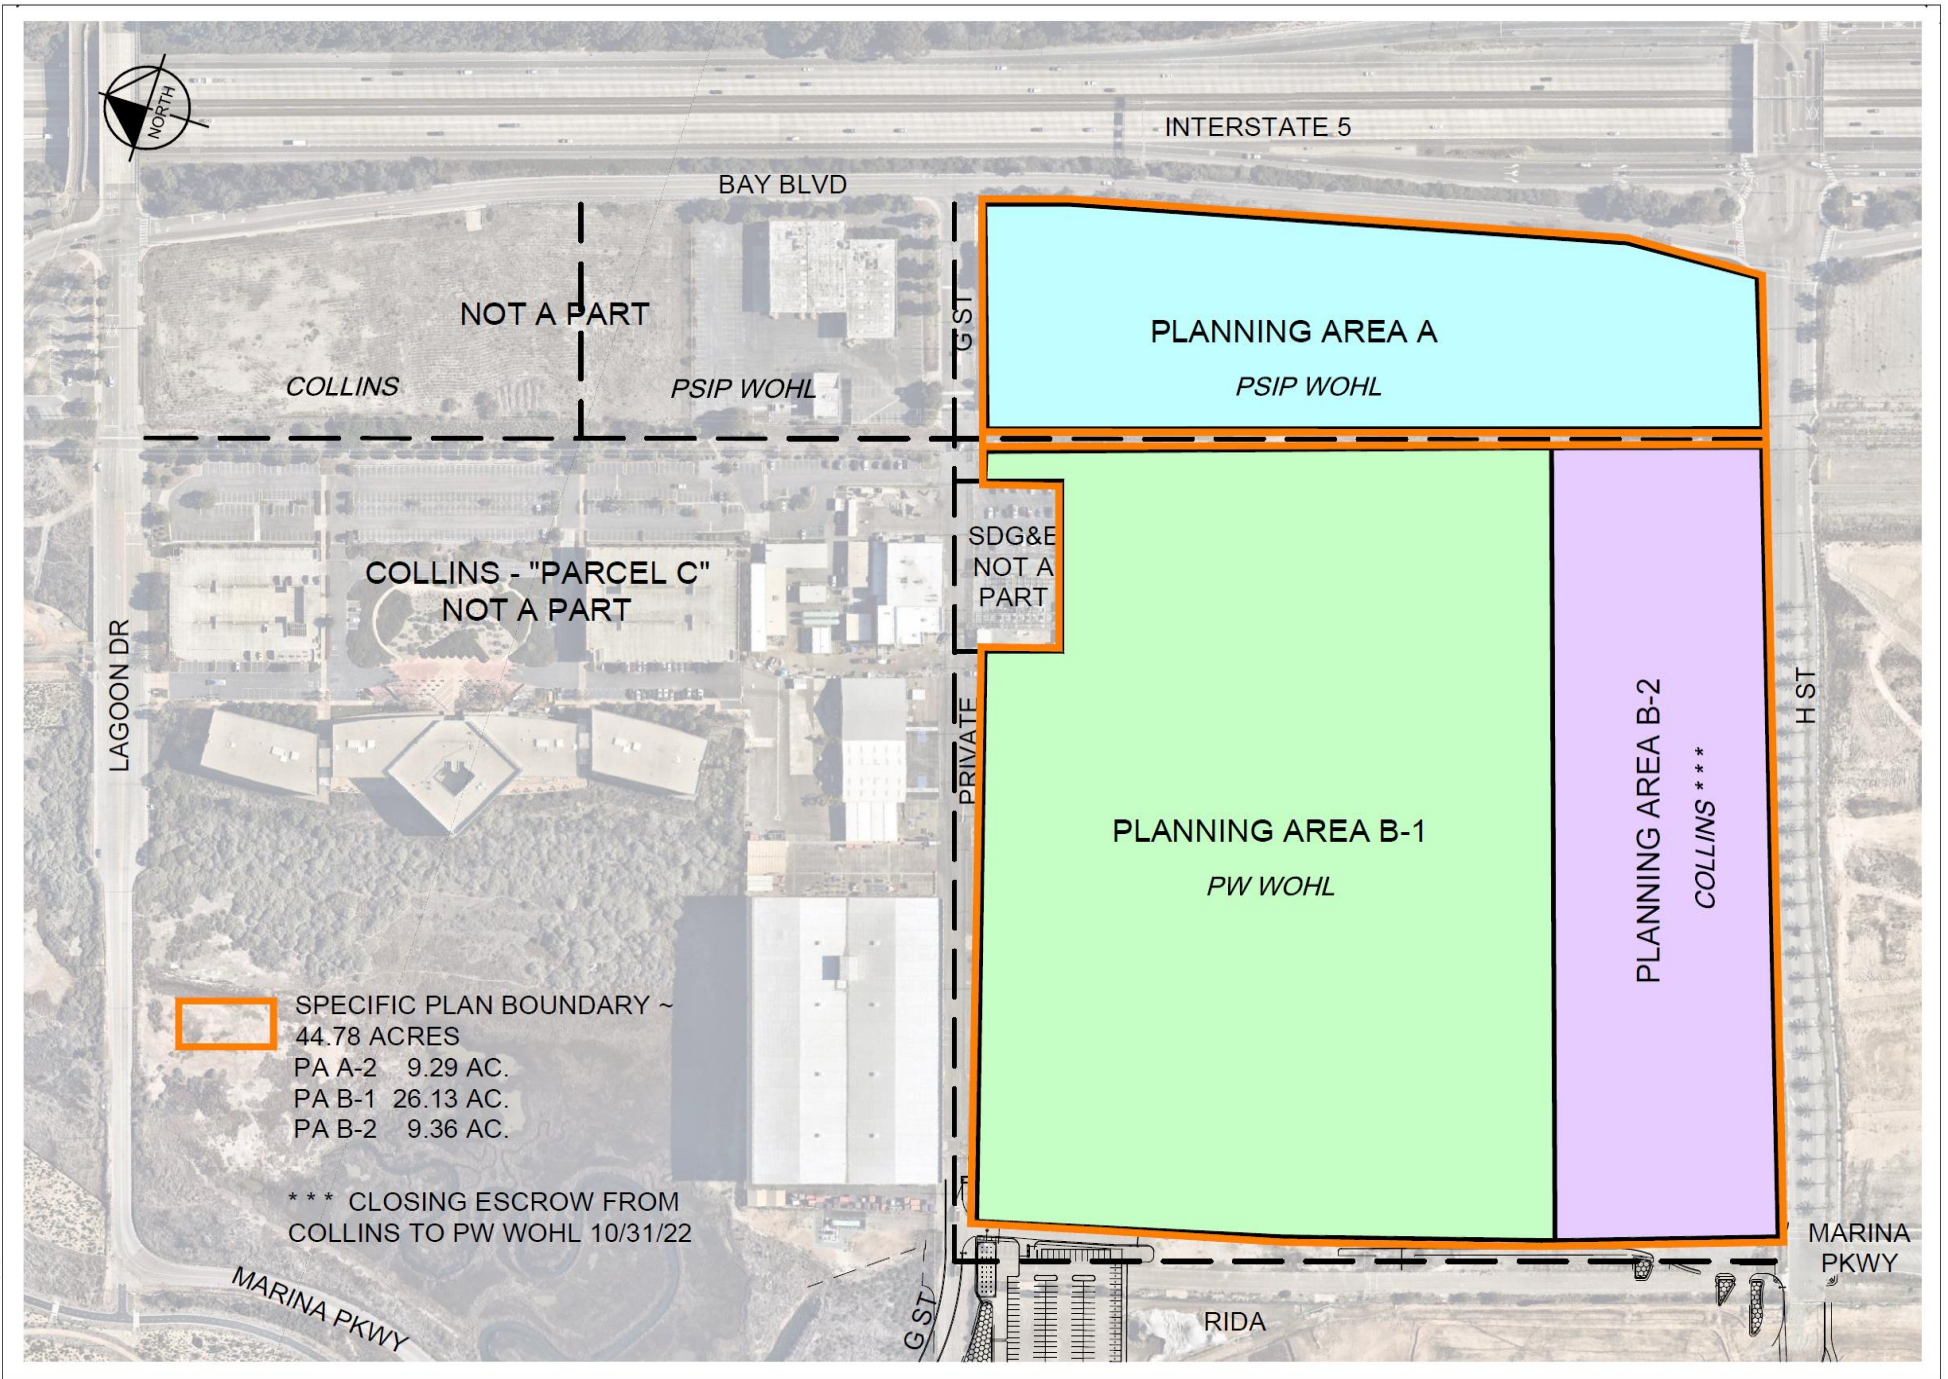 NORTH
INTERSTATE 5
BAY BLVD
NOT A PART
COLLINS
PSIP WOHL
G ST
PLANNING AREA A
PSIP WOHL
SDG&E
NOT A
PART
COLLINS - "PARCEL C"
NOT A PART
LAGOON DR
PRIVATE
PLANNING AREA B-1
PW WOHL
PLANNING AREA B-2
COLLINS ****
H ST
SPECIFIC PLAN BOUNDARY ~
44.78 ACRES
PA A-2 9.29 AC.
PA B-1 26.13 AC.
PA B-2 9.36 AC.
*** CLOSING ESCROW FROM
COLLINS TO PW WOHL 10/31/22
MARINA PKWY
G ST
RIDA
MARINA
PKWY